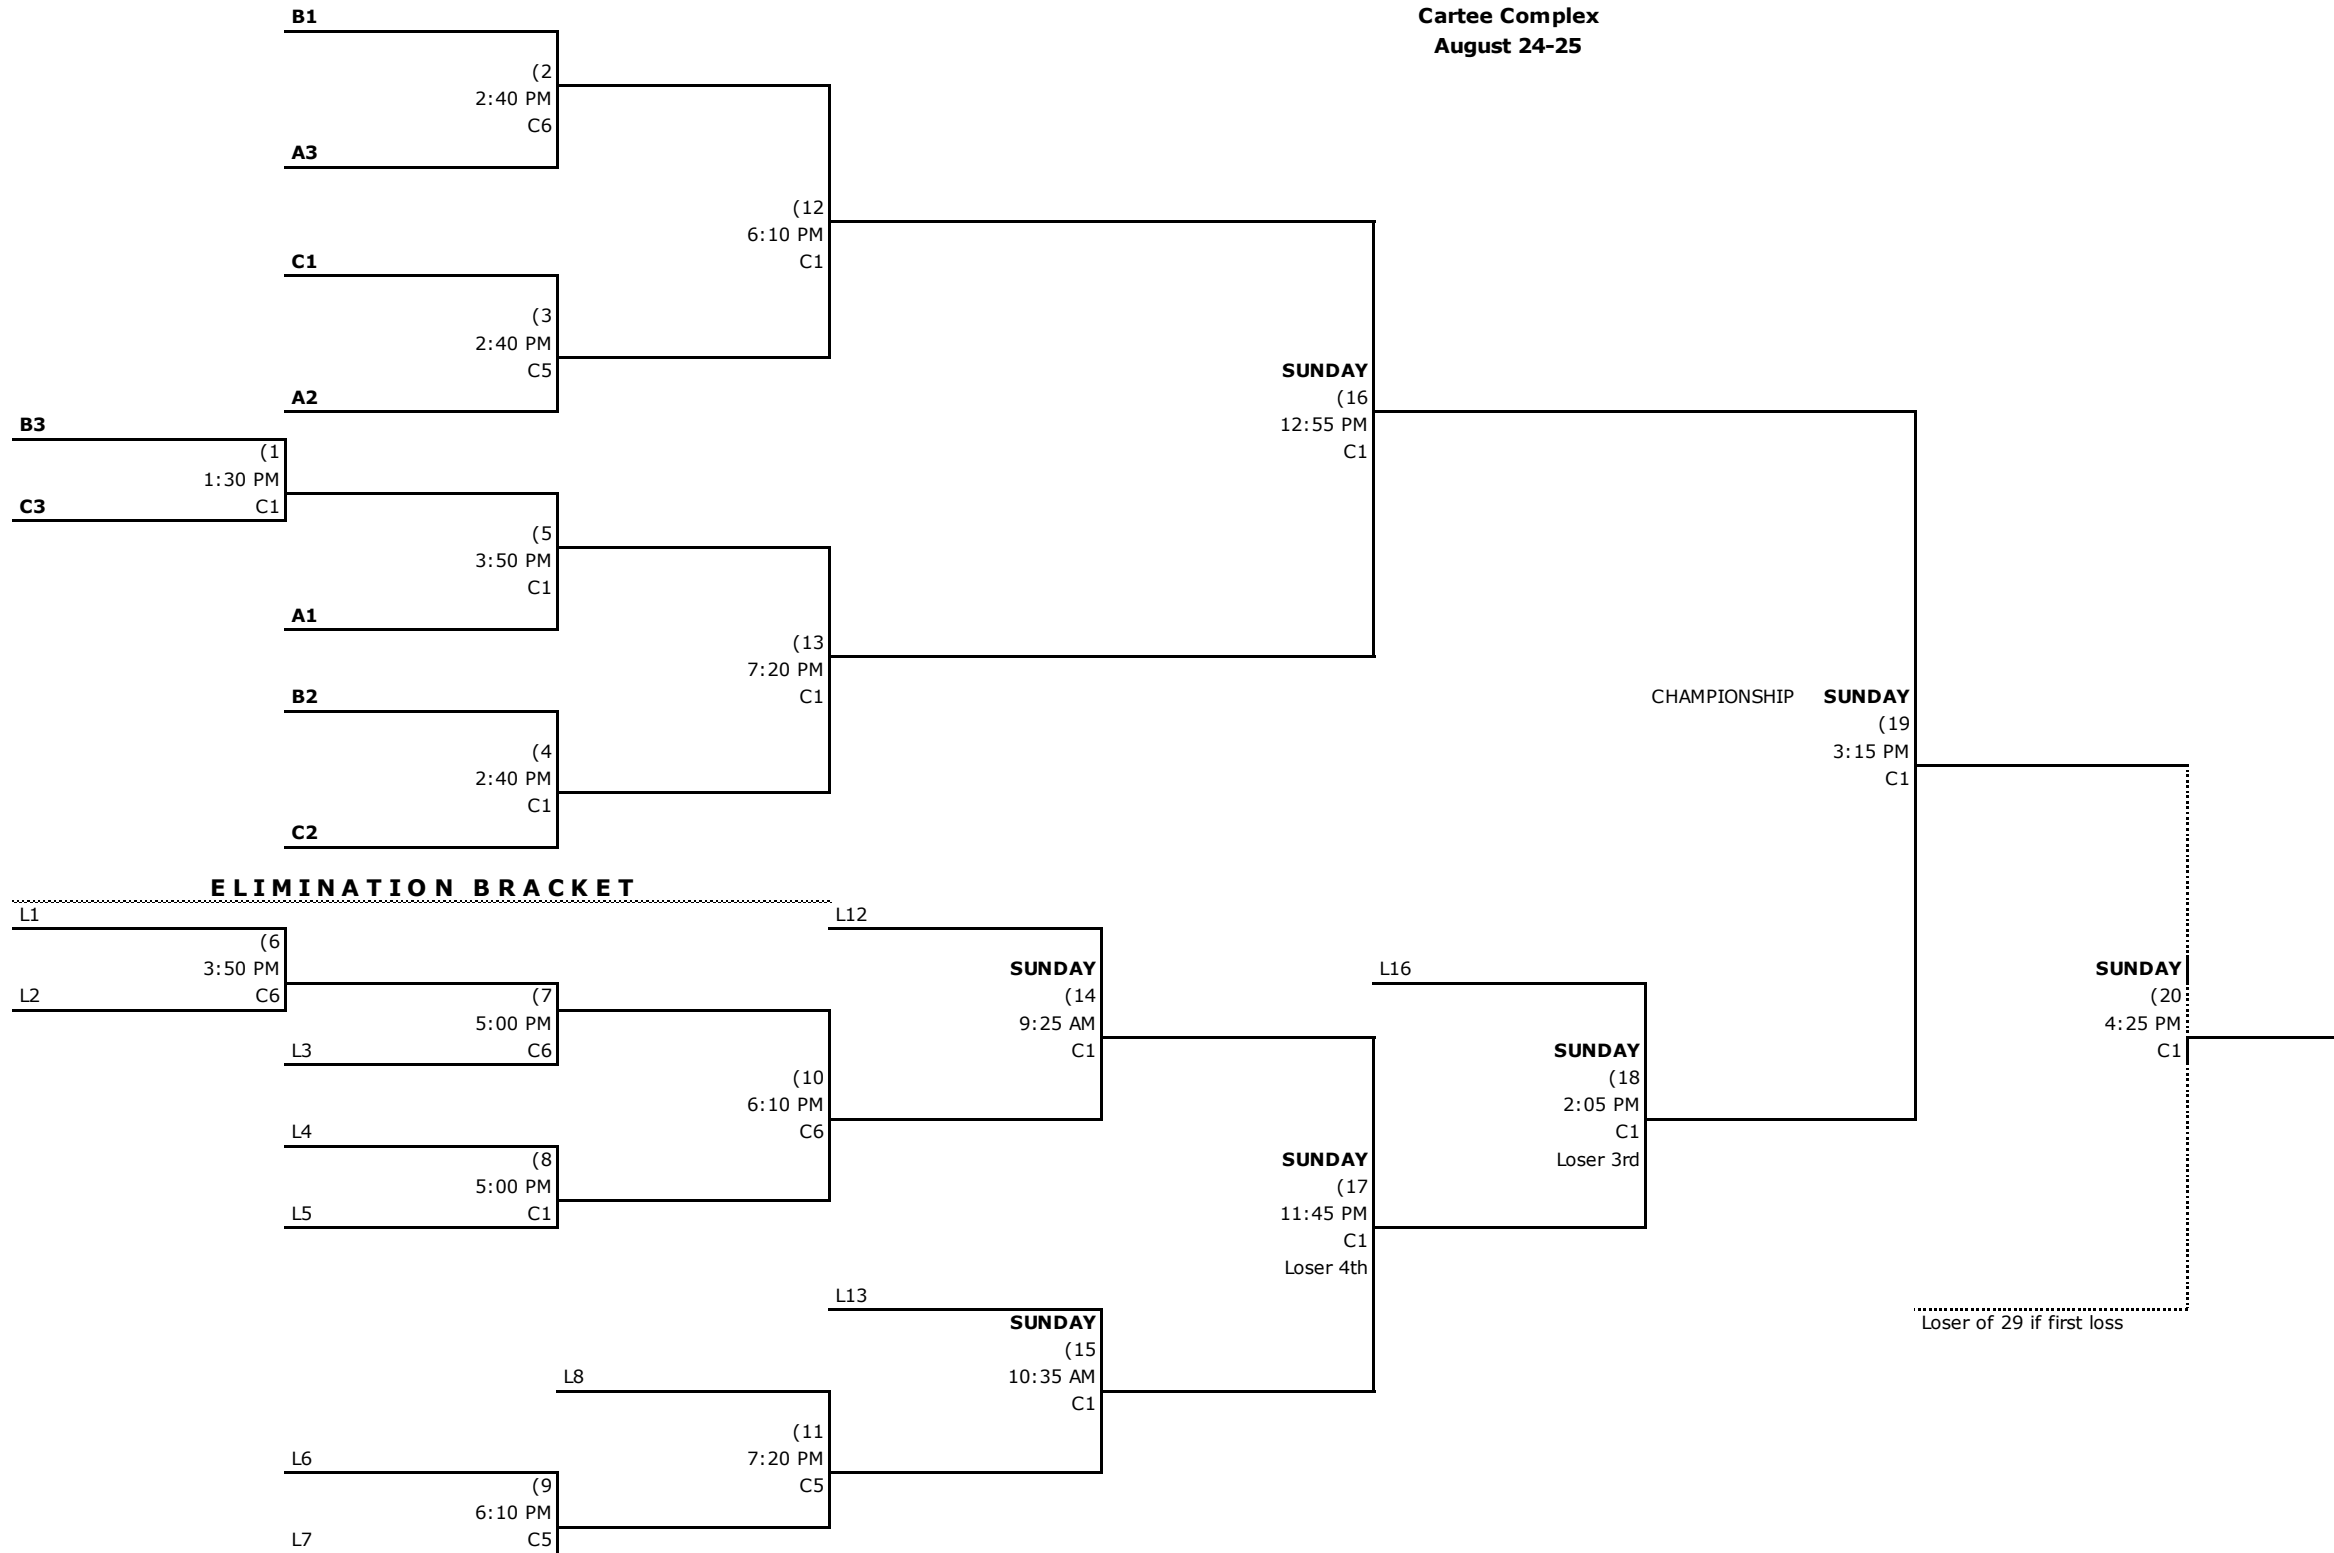 B1
Cartee Complex
August 24-25
(2
2:40 PM
C6
A3
(12
6:10 PM
C1
C1
(3
2:40 PM
C5
A2
SUNDAY
(16
12:55 PM
C1
B3
(1
1:30 PM
C1
C3
(5
3:50 PM
C1
A1
(13
7:20 PM
C1
B2
(4
2:40 PM
C1
C2
CHAMPIONSHIP SUNDAY
(19
3:15 PM
C1
ELIMINATION BRACKET
L1
(6
3:50 PM
C6
L2
(7
5:00 PM
C6
L3
L4
(8
5:00 PM
C1
L5
(10
6:10 PM
C6
L12
SUNDAY
(14
9:25 AM
C1
L16
SUNDAY
(18
2:05 PM
C1
Loser 3rd
SUNDAY
(17
11:45 PM
C1
Loser 4th
SUNDAY
(20
4:25 PM
C1
Loser of 29 if first loss
L13
SUNDAY
(15
10:35 AM
C1
L8
(11
7:20 PM
C5
L6
(9
6:10 PM
C5
L7